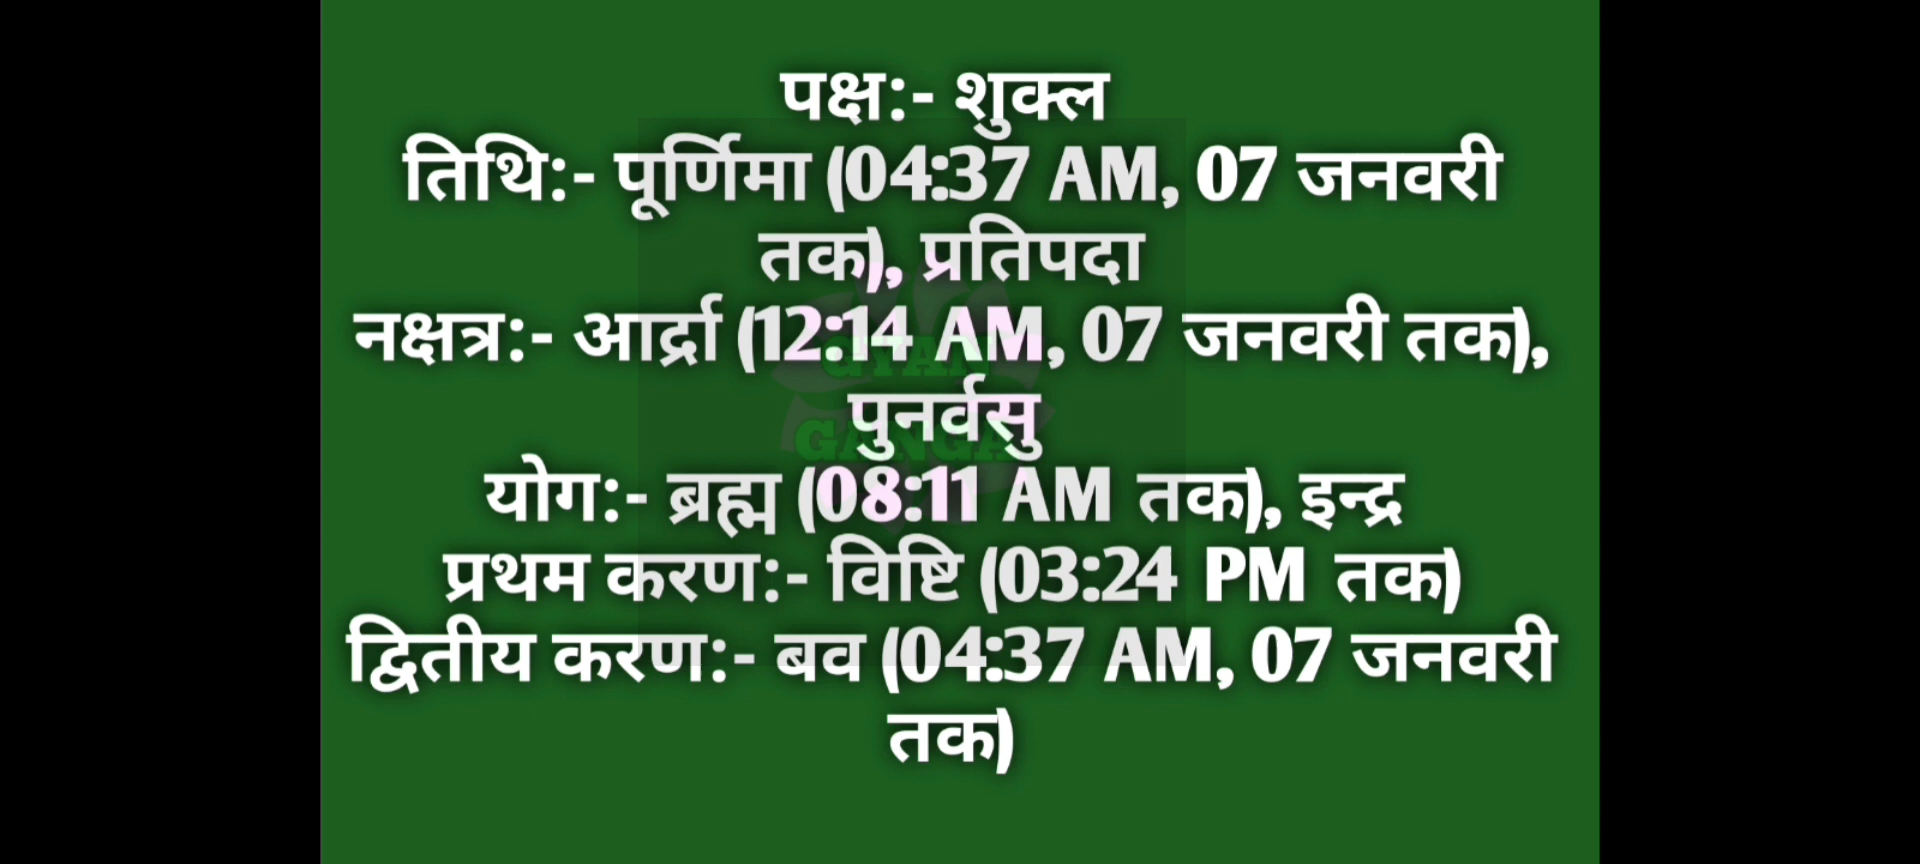 पक्ष:- शुक्ल
तिथि:- पूर्णिमा (04:37 AM, 07 जनवरी
तक), प्रतिपदा
नक्षत्र:- आर्द्रा (12:14 AM, 07 जनवरी तक),
पुनर्वसु
योग:- ब्रह्म (08:11 AM तक), इन्द्र
प्रथम करण:- विष्टि (03:24 PM तक)
द्वितीय करण:- बव (04:37 AM, 07 जनवरी
तक)
GYAN
GANGA